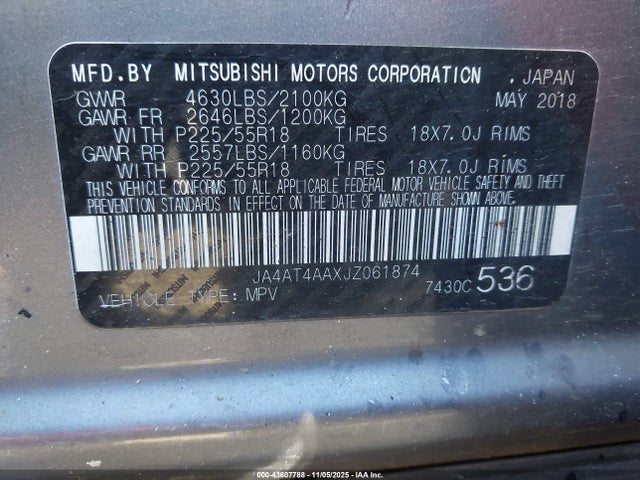 MFD.BY MITSUBISHI MOTORS CORPORATION . JAPAN
GVWR 4630LBS/2100KG MAY 2018
GAWR FR 2646LBS/1200KG
WITH P225/55R18 TIRES 18X7.0J RIMS
GAWR RR 2557LBS/1160KG
WITH P225/55R18 TIRES 18X7.0J RIMS
THIS VEHICLE CONFORMS TO ALL APPLICABLE FEDERAL MOTOR VEHICLE SAFETY AND THEFT
PREVENTION STANDARDS IN EFFECT ON THE DATE OF MANUFACTURE SHOWN ABOVE.
JA4AT4AAXJZ061874
VEHICLE TYPE: MPV 7430C 536
000-43607788 - 11/05/2025 - IAA Inc.